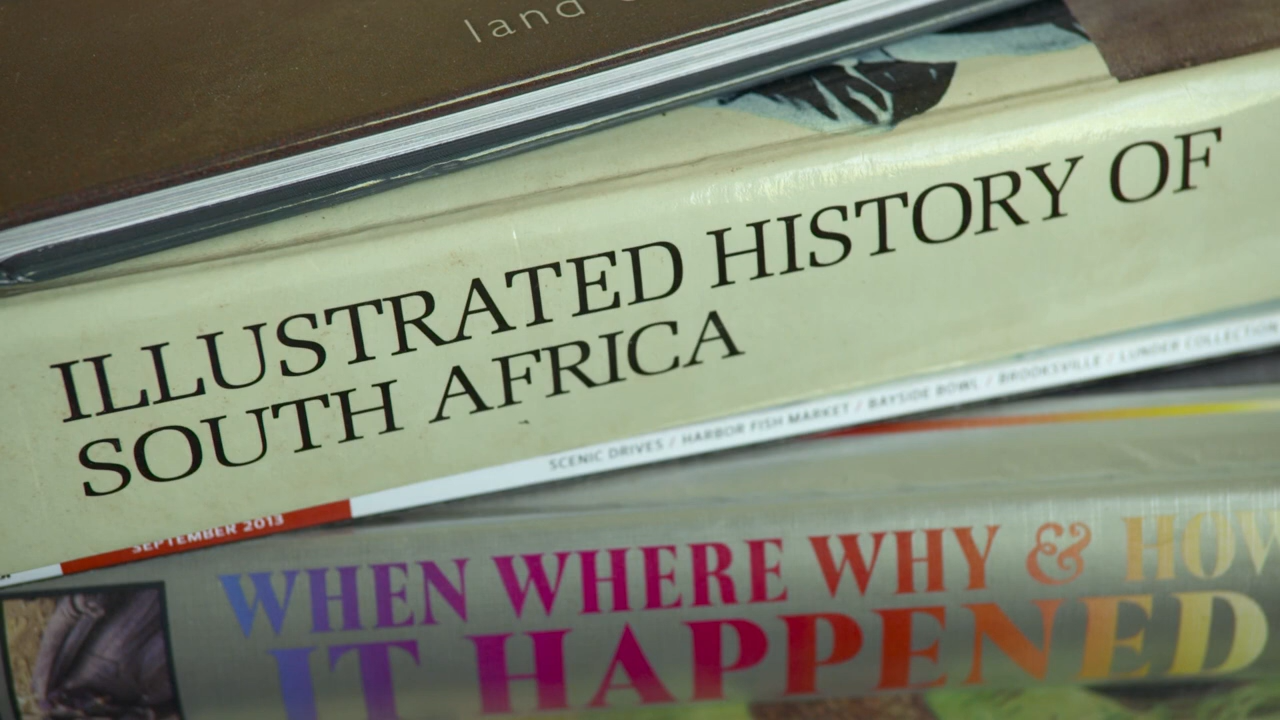 land
ILLUSTRATED HISTORY OF
SOUTH AFRICA
SCENIC DRIVES / HARBOR FISH MARKET / BAYSIDE BOWL / BROOKSVILLE / LUNDER COLLECTION
SEPTEMBER 2013
WHEN WHERE WHY & HOW
IT HAPPENED